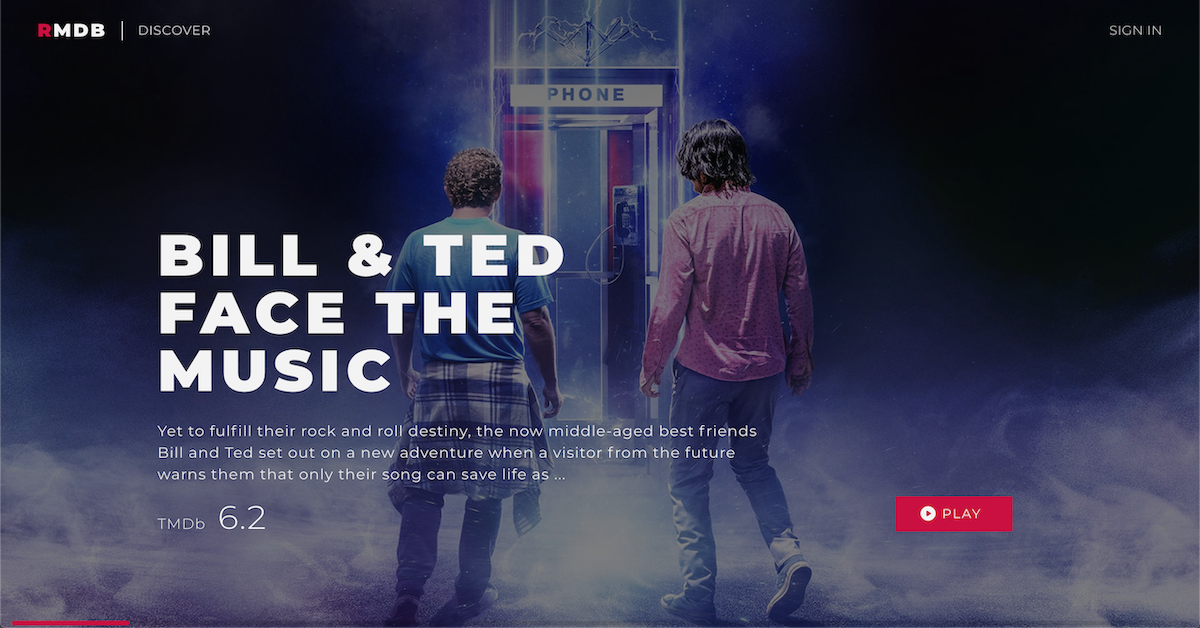 RMDB | DISCOVER
SIGN IN
PHONE
BILL & TED
FACE THE
MUSIC
Yet to fulfill their rock and roll destiny, the now middle-aged best friends
Bill and Ted set out on a new adventure when a visitor from the future
warns them that only their song can save life as ...
TMDb 6.2
PLAY